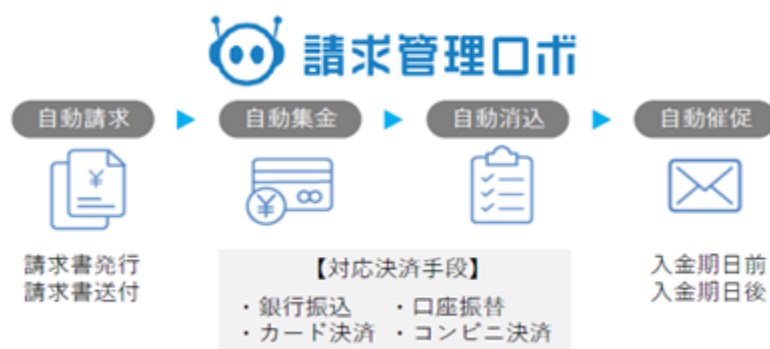 請求管理ロボ
自動請求
自動集金
自動消込
自動催促
¥
¥
請求書発行
請求書送付
【対応決済手段】
・銀行振込 ・口座振替
・カード決済 ・コンビニ決済
入金期日前
入金期日後